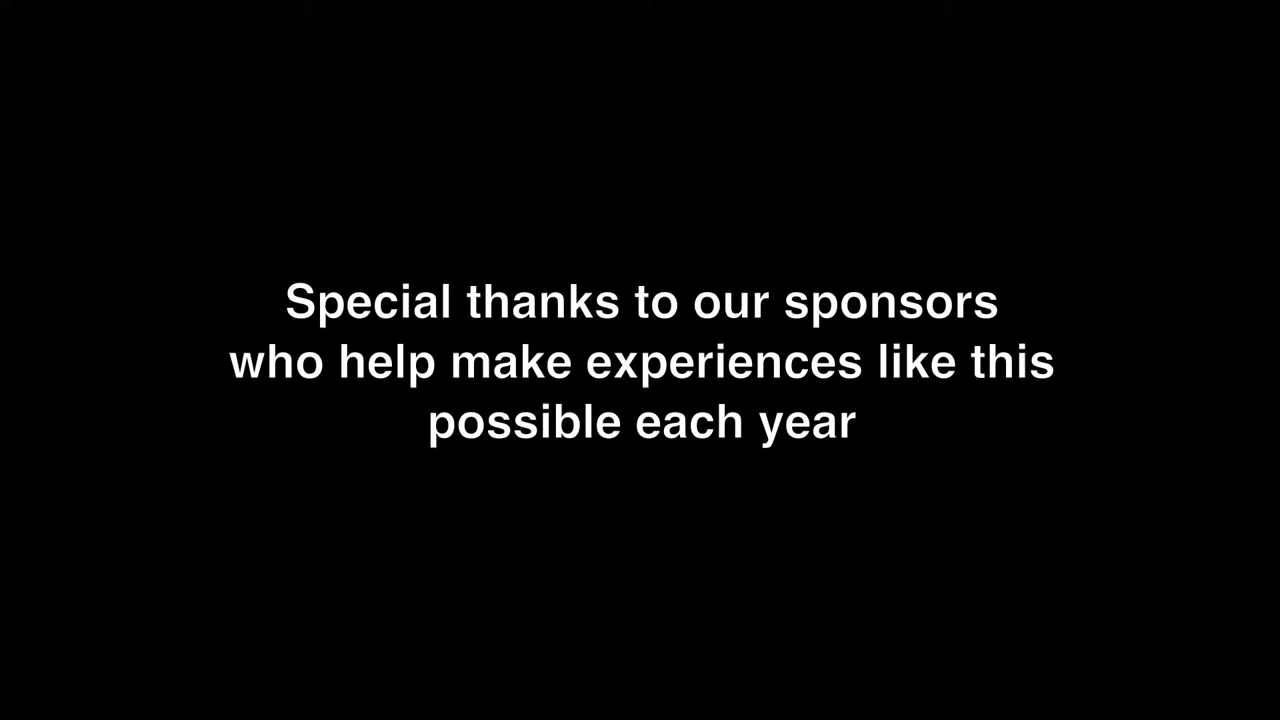 Special thanks to our sponsors
who help make experiences like this
possible each year